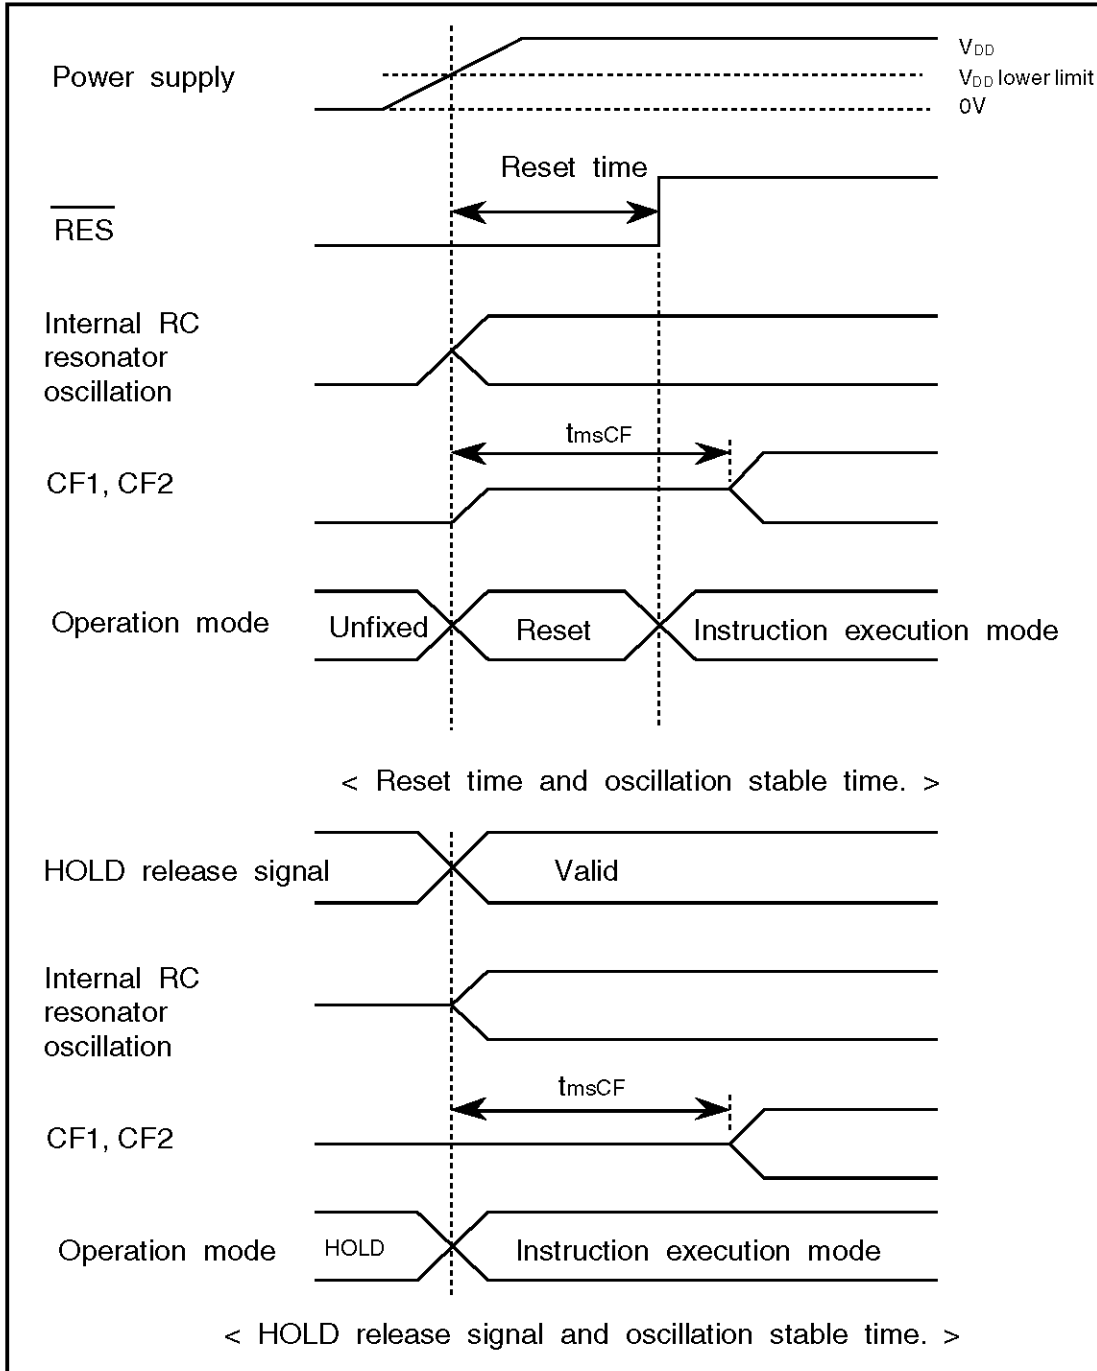 Power supply
VDD
VDD lower limit
0V
Reset time
RES
Internal RC
resonator
oscillation
tmsCF
CF1, CF2
Operation mode
Unfixed
Reset
Instruction execution mode
< Reset time and oscillation stable time. >
HOLD release signal
Valid
Internal RC
resonator
oscillation
tmsCF
CF1, CF2
Operation mode
HOLD
Instruction execution mode
< HOLD release signal and oscillation stable time. >